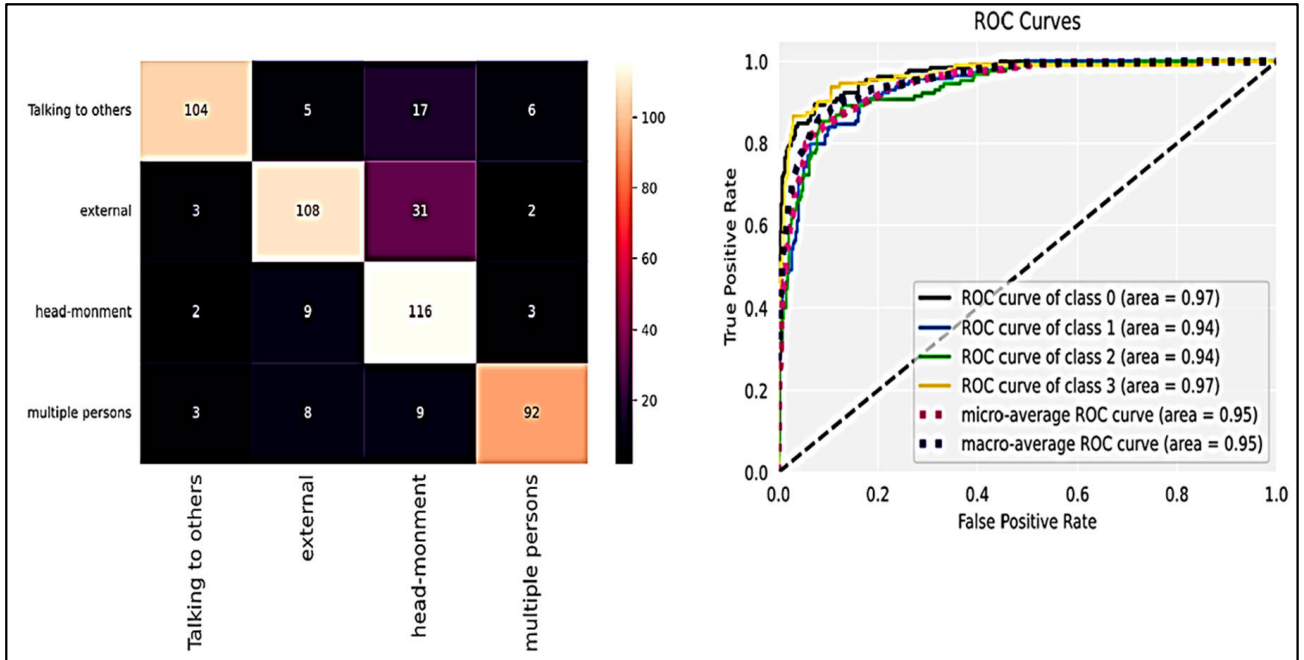 Talking to others 104 5 17 6
external 3 108 31 2
head-monment 2 9 116 3
multiple persons 3 8 9 92
Talking to others
external
head-monment
multiple persons
100
80
60
40
20
ROC Curves
True Positive Rate
1.0
0.8
0.6
0.4
0.2
0.0
ROC curve of class 0 (area = 0.97)
ROC curve of class 1 (area = 0.94)
ROC curve of class 2 (area = 0.94)
ROC curve of class 3 (area = 0.97)
micro-average ROC curve (area = 0.95)
macro-average ROC curve (area = 0.95)
0.0 0.2 0.4 0.6 0.8 1.0
False Positive Rate